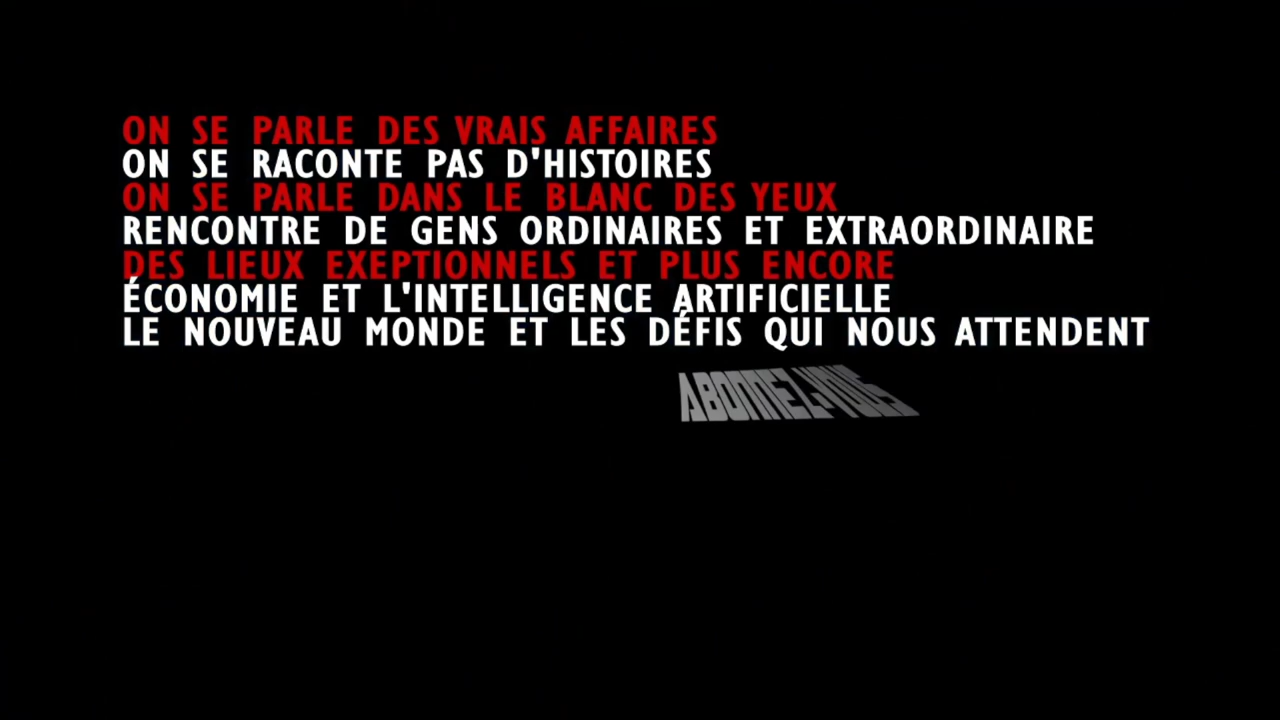 ON SE PARLE DES VRAIS AFFAIRES
ON SE RACONTE PAS D'HISTOIRES
ON SE PARLE DANS LE BLANC DES YEUX
RENCONTRE DE GENS ORDINAIRES ET EXTRAORDINAIRE
DES LIEUX EXEPTIONNELS ET PLUS ENCORE
ÉCONOMIE ET L'INTELLIGENCE ARTIFICIELLE
LE NOUVEAU MONDE ET LES DÉFIS QUI NOUS ATTENDENT
ABONNEZ-VOUS